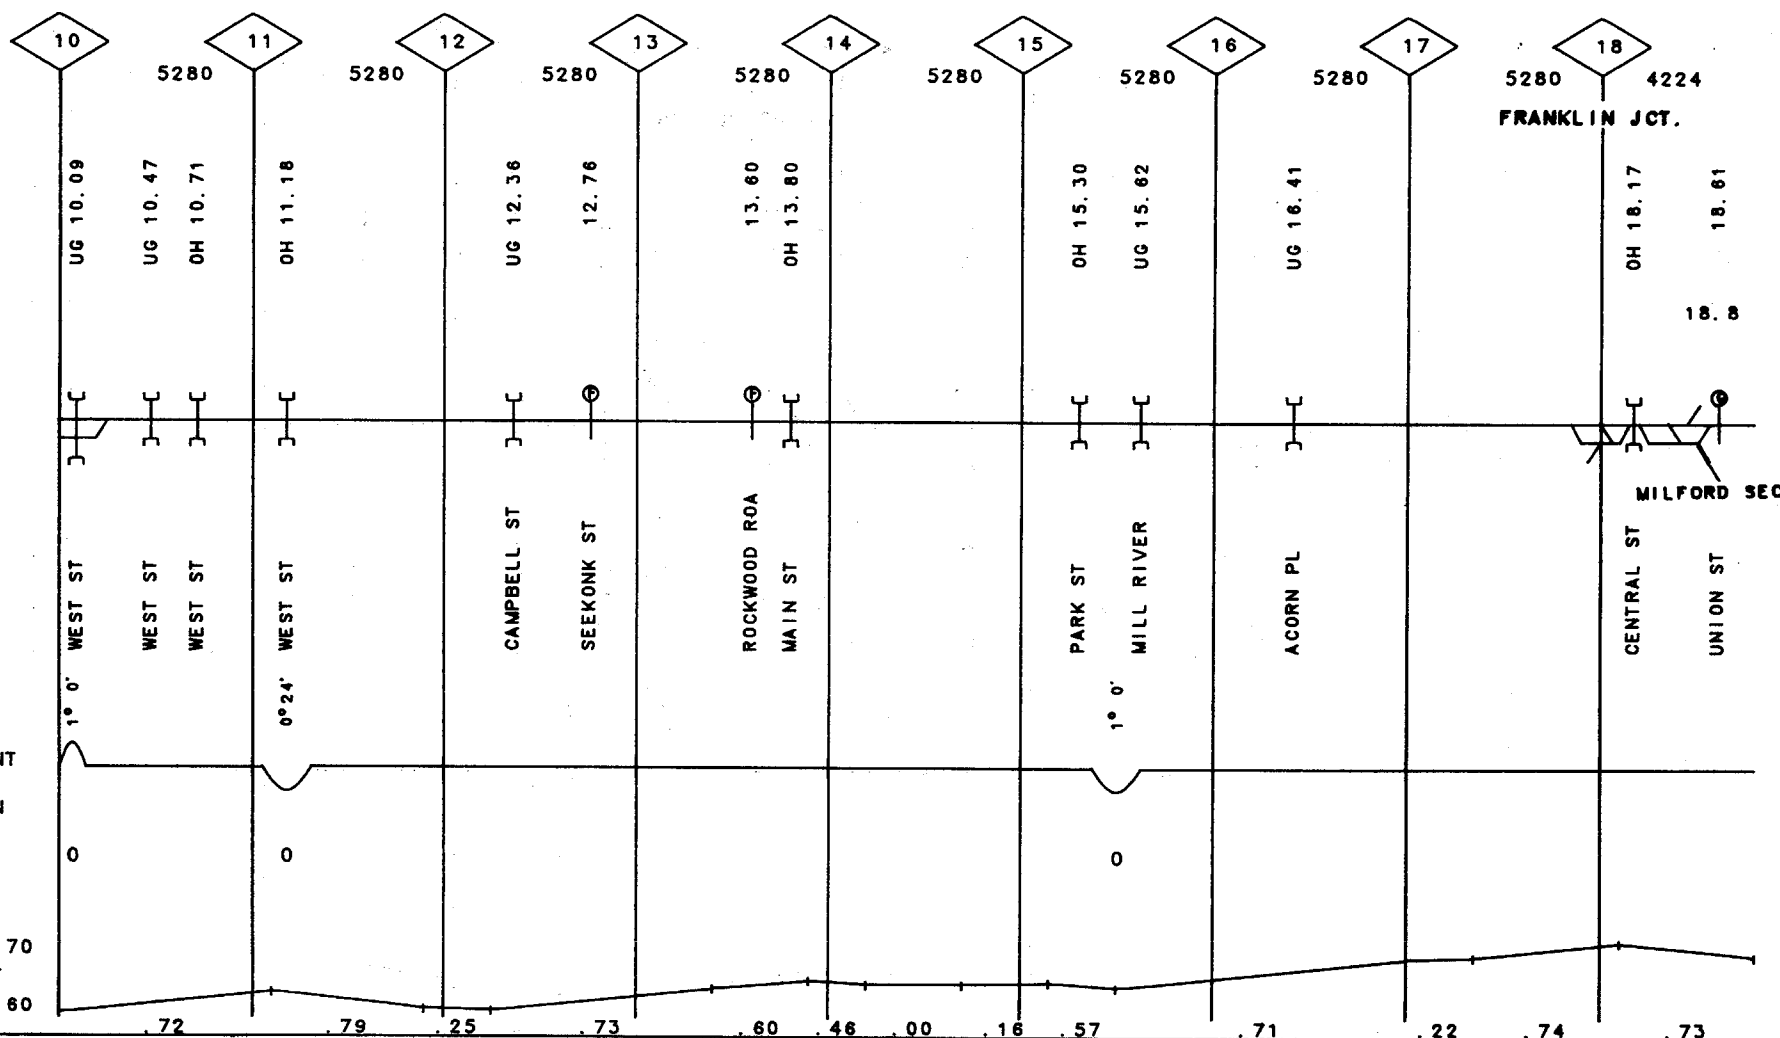 10 11 12 13 14 15 16 17 18
5280 5280 5280 5280 5280 5280 5280 5280 4224
FRANKLIN JCT.
UG 10.09
UG 10.47
OH 10.71
OH 11.18
UG 12.36
12.76
13.60
OH 13.80
OH 15.30
UG 15.62
UG 16.41
OH 18.17
18.61
18.8
MILFORD SEC
WEST ST
WEST ST
WEST ST
WEST ST
CAMPBELL ST
SEEKONK ST
ROCKWOOD ROA
MAIN ST
PARK ST
MILL RIVER
ACORN PL
CENTRAL ST
UNION ST
1° 0'
0°24'
1° 0'
NT
0 0 0
70
60
.72 .79 .25 .73 .60 .46 .00 .16 .57 .71 .22 .74 .73